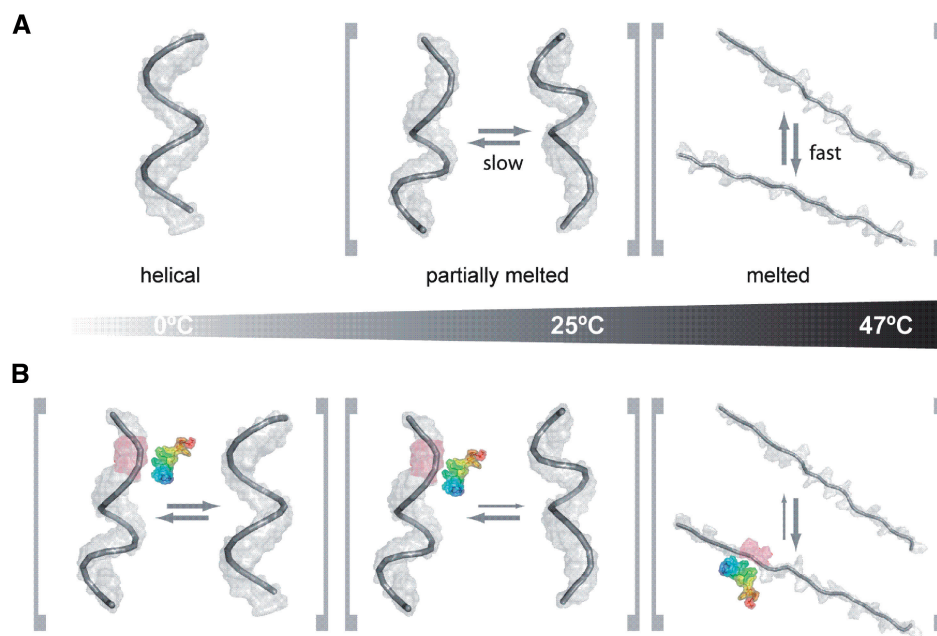 A
slow
fast
helical
partially melted
melted
0ºC
25ºC
47ºC
B